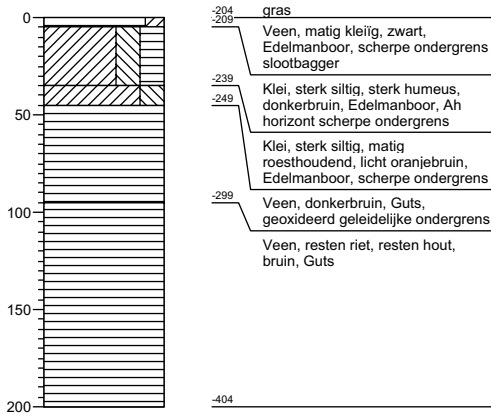 0
50
100
150
200
-204
gras
-209
Veen, matig kleiïg, zwart,
Edelmanboor, scherpe ondergrens
slootbagger
-239
Klei, sterk siltig, sterk humeus,
donkerbruin, Edelmanboor, Ah
horizont scherpe ondergrens
-249
Klei, sterk siltig, matig
roesthoudend, licht oranjebruin,
Edelmanboor, scherpe ondergrens
-299
Veen, donkerbruin, Guts,
geoxideerd geleidelijke ondergrens
Veen, resten riet, resten hout,
bruin, Guts
-404